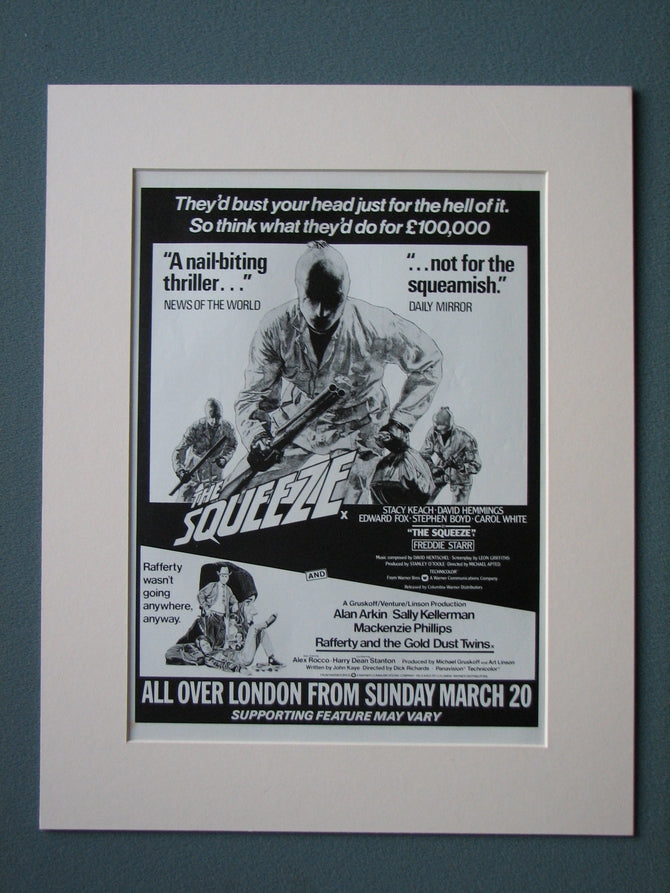 They'd bust your head just for the hell of it.
So think what they'd do for £100,000
"A nail-biting
thriller..."
NEWS OF THE WORLD
"...not for the
squeamish."
DAILY MIRROR
THE
SQUEEZE X
STACY KEACH · DAVID HEMMINGS
EDWARD FOX · STEPHEN BOYD · CAROL WHITE
in
"THE SQUEEZE"
FREDDIE STARR
Music composed by DAVID HENTSCHEL · Screenplay by LEON GRIFFITHS
Produced by STANLEY O'TOOLE · Directed by MICHAEL APTED
TECHNICOLOR
From Warner Bros A Warner Communications Company
Released by Columbia-Warner Distributors
AND
Rafferty
wasn't
going
anywhere,
anyway.
A Gruskoff/Venture/Linson Production
Alan Arkin Sally Kellerman
Mackenzie Phillips
Rafferty and the Gold Dust Twins x
Alex Rocco · Harry Dean Stanton · Produced by Michael Gruskoff and Art Linson
Written by John Kaye · Directed by Dick Richards · Panavision® Technicolor®
ALL OVER LONDON FROM SUNDAY MARCH 20
SUPPORTING FEATURE MAY VARY